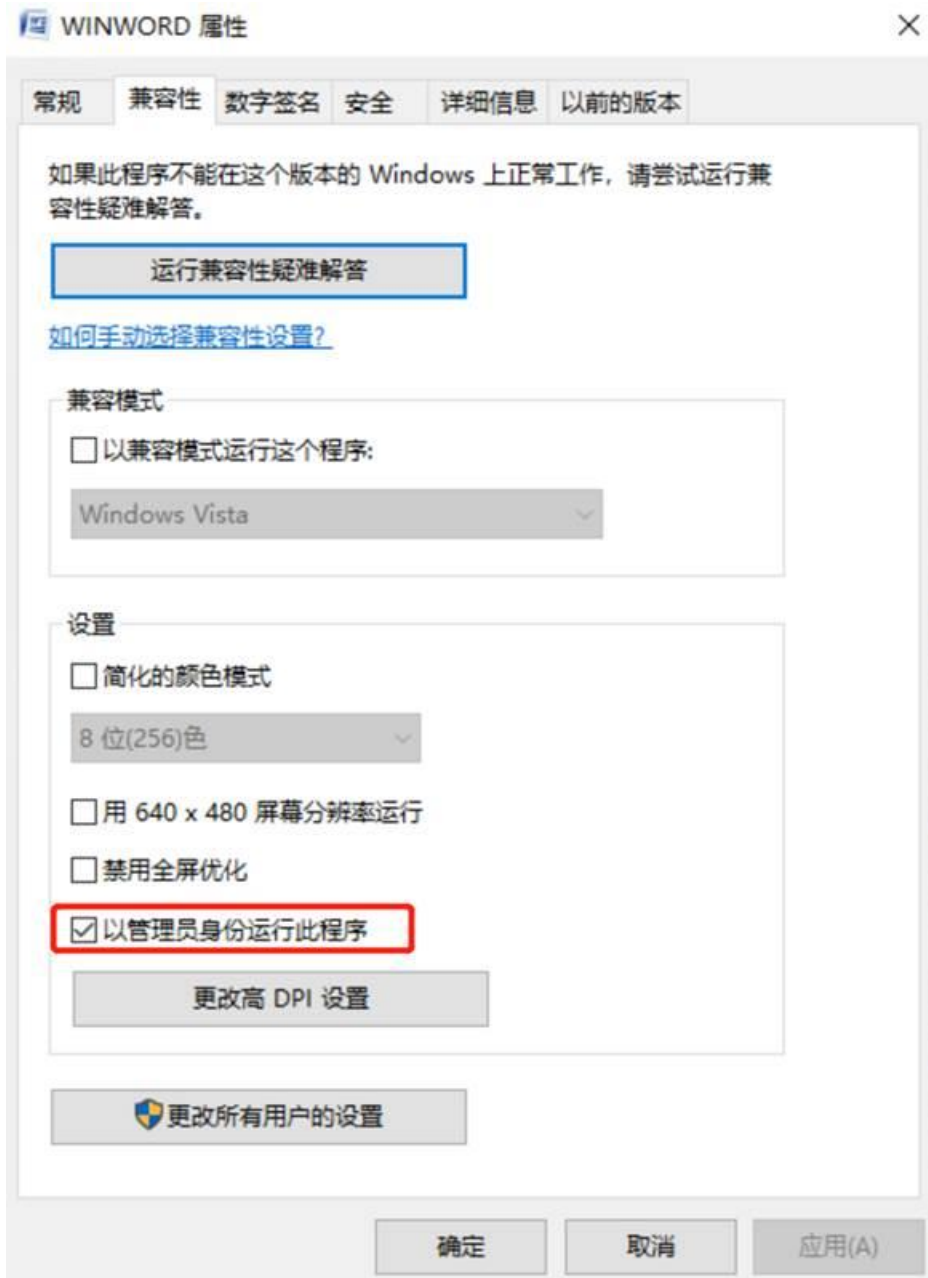 WINWORD 属性
常规 兼容性 数字签名 安全 详细信息 以前的版本
如果此程序不能在这个版本的 Windows 上正常工作，请尝试运行兼
容性疑难解答。
运行兼容性疑难解答
如何手动选择兼容性设置?
兼容模式
以兼容模式运行这个程序:
Windows Vista
设置
简化的颜色模式
8 位(256)色
用 640 x 480 屏幕分辨率运行
禁用全屏优化
以管理员身份运行此程序
更改高 DPI 设置
更改所有用户的设置
确定 取消 应用(A)